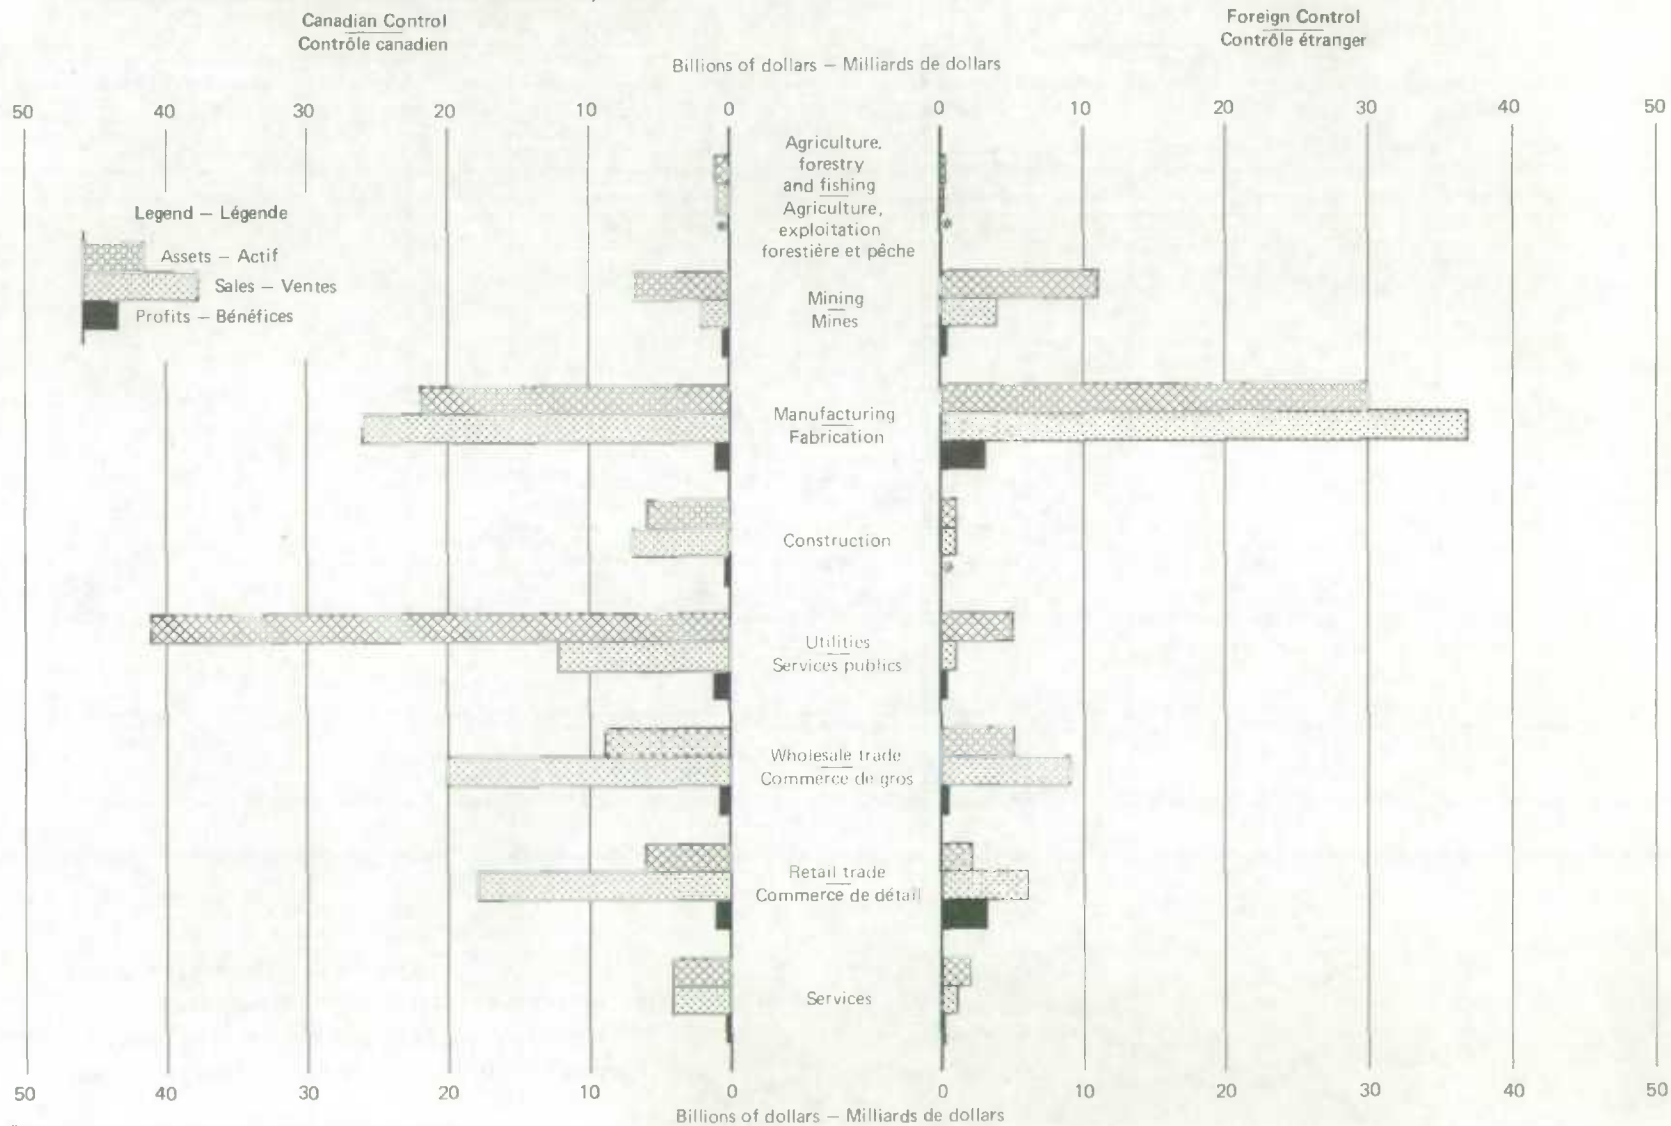 Canadian Control
Contrôle canadien
Foreign Control
Contrôle étranger
Billions of dollars — Milliards de dollars
50 40 30 20 10 0 0 10 20 30 40 50
Legend — Légende
Assets — Actif
Sales — Ventes
Profits — Bénéfices
Agriculture,
forestry
and fishing
Agriculture,
exploitation
forestière et pêche
Mining
Mines
Manufacturing
Fabrication
Construction
Utilities
Services publics
Wholesale trade
Commerce de gros
Retail trade
Commerce de détail
Services
50 40 30 20 10 0 0 10 20 30 40 50
Billions of dollars — Milliards de dollars